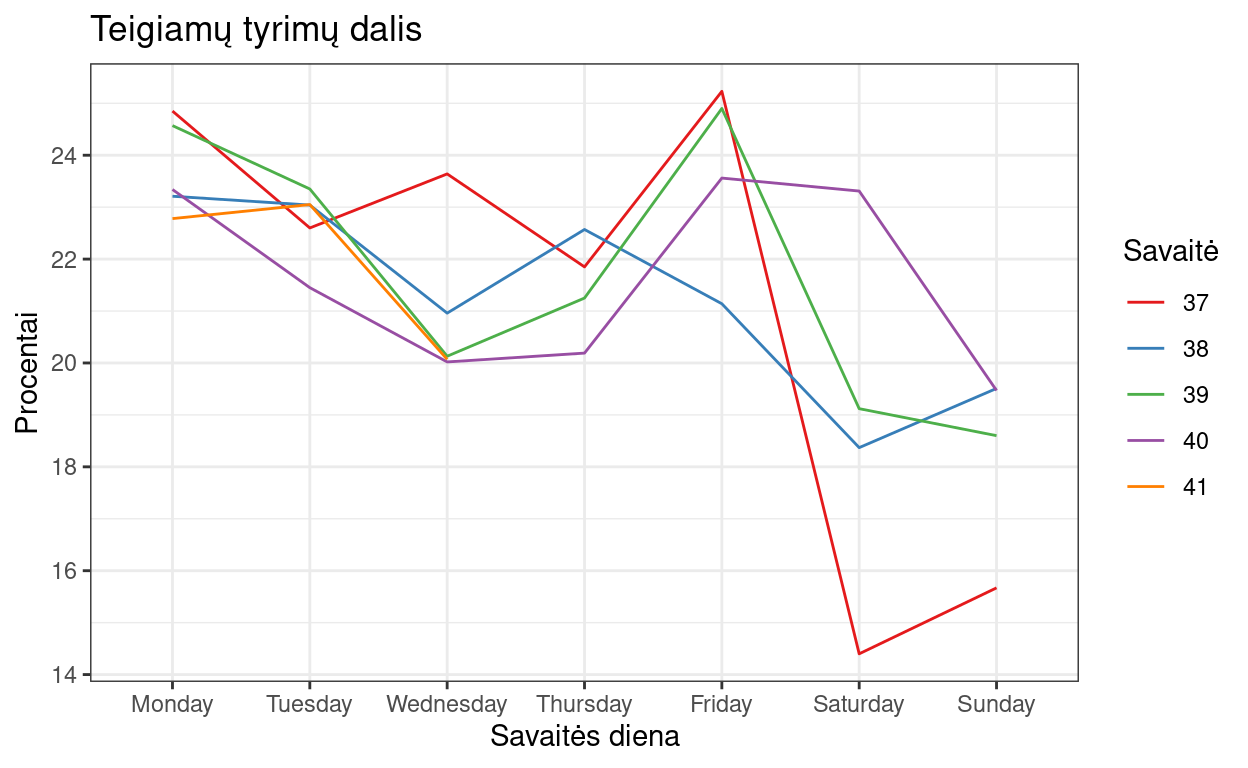 Teigiamų tyrimų dalis
Procentai
24
22
20
18
16
14
Monday Tuesday Wednesday Thursday Friday Saturday Sunday
Savaitės diena
Savaitė
37
38
39
40
41